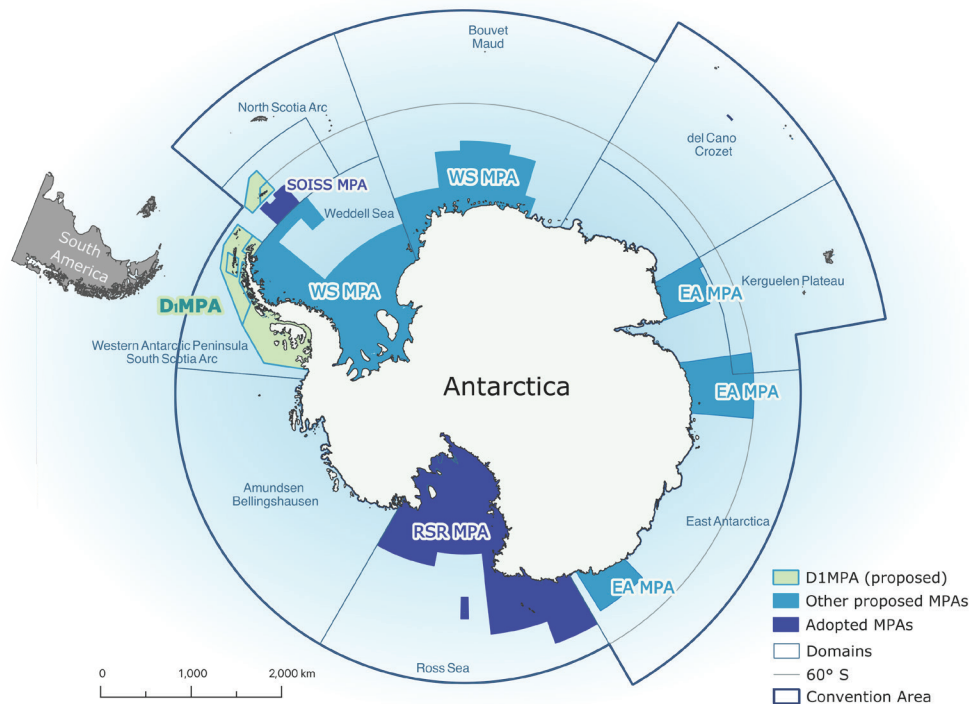 Bouvet
Maud
North Scotia Arc
del Cano
Crozet
SOISS MPA
WS MPA
Weddell Sea
South
America
WS MPA
EA MPA
Kerguelen Plateau
D1MPA
Western Antarctic Peninsula
South Scotia Arc
Antarctica
EA MPA
Amundsen
Bellingshausen
RSR MPA
East Antarctica
EA MPA
Ross Sea
D1MPA (proposed)
Other proposed MPAs
Adopted MPAs
Domains
60° S
Convention Area
0 1,000 2,000 km